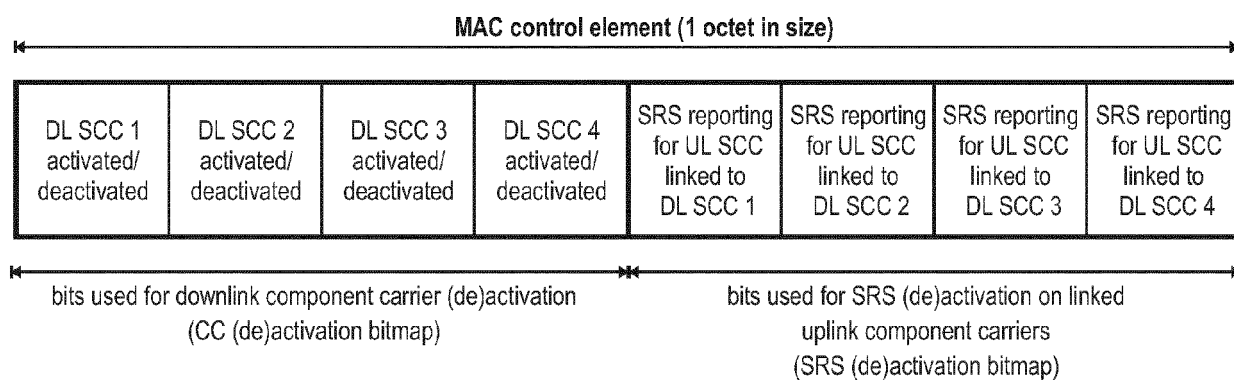 MAC control element (1 octet in size)
DL SCC 1
activated/
deactivated
DL SCC 2
activated/
deactivated
DL SCC 3
activated/
deactivated
DL SCC 4
activated/
deactivated
SRS reporting
for UL SCC
linked to
DL SCC 1
SRS reporting
for UL SCC
linked to
DL SCC 2
SRS reporting
for UL SCC
linked to
DL SCC 3
SRS reporting
for UL SCC
linked to
DL SCC 4
bits used for downlink component carrier (de)activation
(CC (de)activation bitmap)
bits used for SRS (de)activation on linked
uplink component carriers
(SRS (de)activation bitmap)